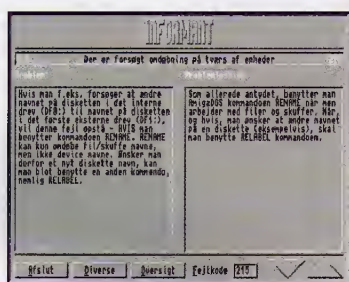 INFORMANT
Der er forsøgt omdøbning på tværs af enheder
Problem:
Hvis man f.eks. forsøger at ændre
navnet på disketten i det interne
drev (DF0:) til navnet på disketten
i det første eksterne drev (DF1:),
vil denne fejl opstå - HVIS man
benytter kommandoen RENAME. RENAME
kan kun omdøbe fil/skuffe navne,
men ikke device navne. Ønsker man
derfor et nyt diskette navn, kan
man blot benytte en anden kommando,
nemlig RELABEL.
Som allerede antydet, benytter man
AmigaDOS kommandoen RENAME når man
arbejder med filer og skuffer. Når,
og hvis, man ønsker at ændre navnet
på en diskette (eksempelvis), skal
man benytte RELABEL kommandoen.
Afslut Diverse Oversigt Fejlkode 215